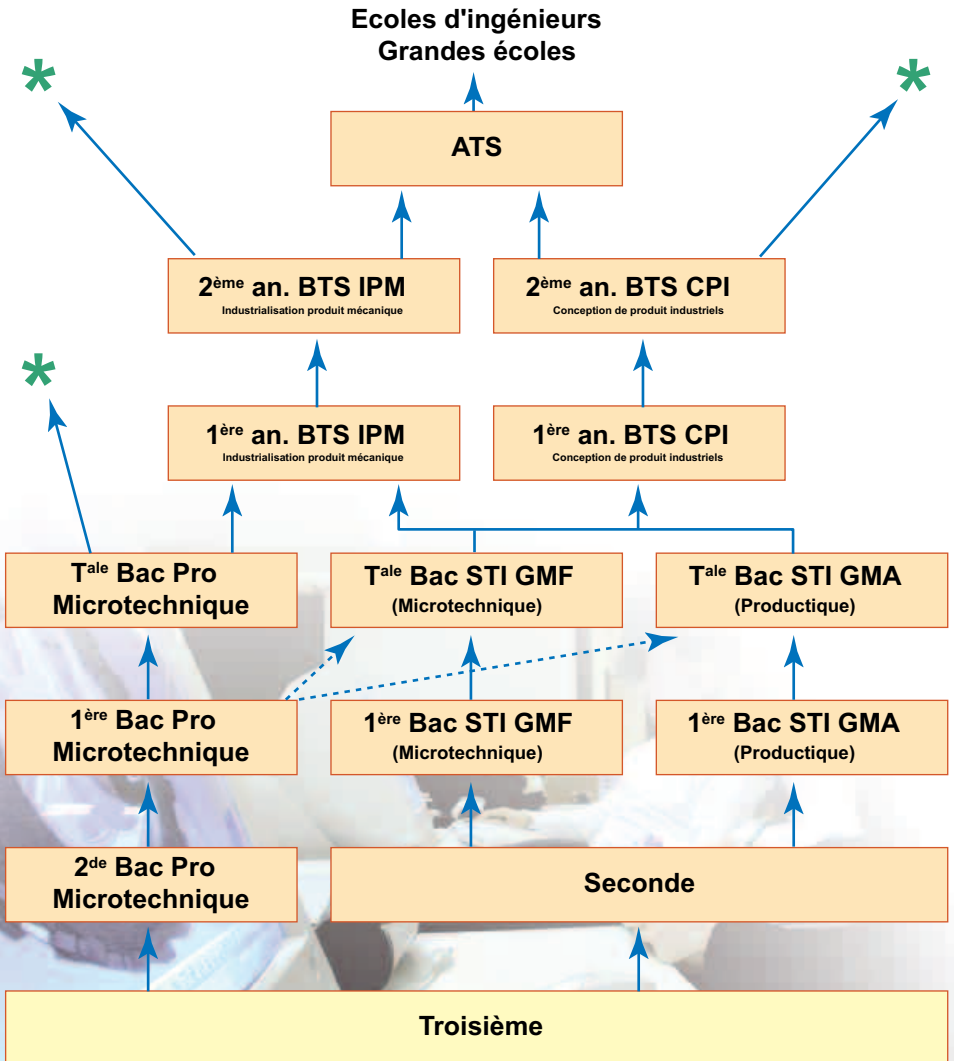 Ecoles d'ingénieurs
Grandes écoles
*
*
ATS
2ème an. BTS IPM
Industrialisation produit mécanique
2ème an. BTS CPI
Conception de produit industriels
*
1ère an. BTS IPM
Industrialisation produit mécanique
1ère an. BTS CPI
Conception de produit industriels
Tale Bac Pro
Microtechnique
Tale Bac STI GMF
(Microtechnique)
Tale Bac STI GMA
(Productique)
1ère Bac Pro
Microtechnique
1ère Bac STI GMF
(Microtechnique)
1ère Bac STI GMA
(Productique)
2de Bac Pro
Microtechnique
Seconde
Troisième